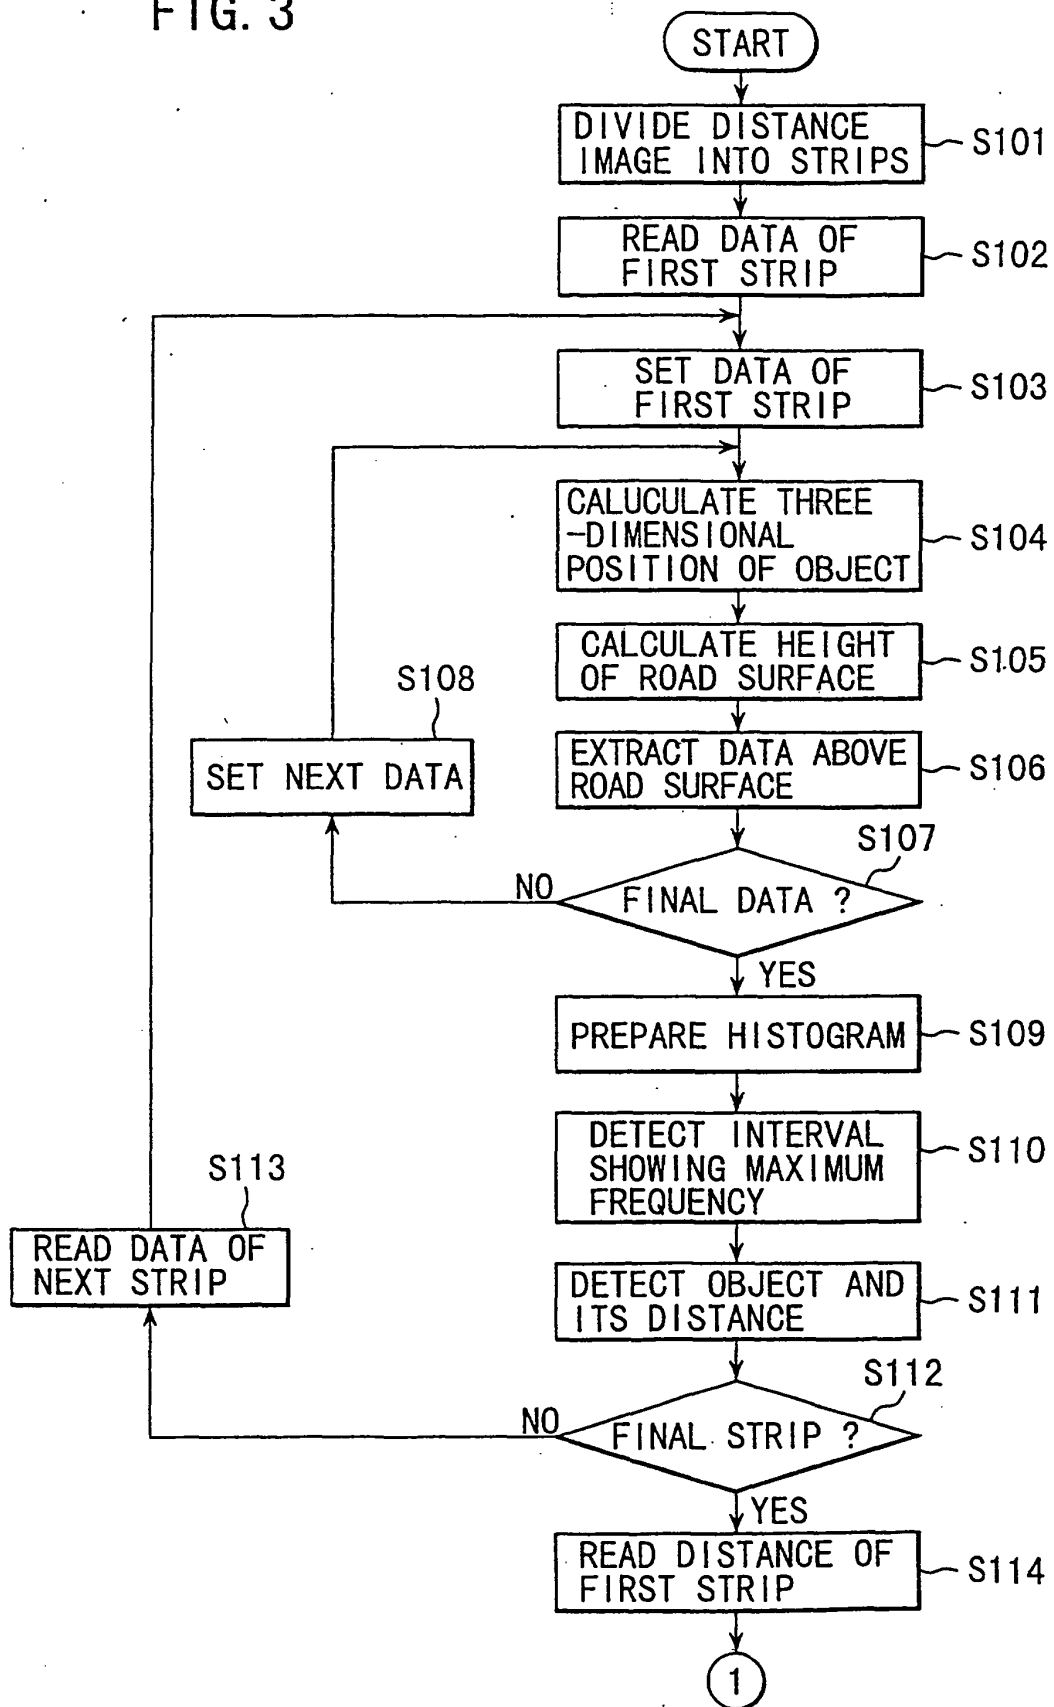 FIG. 3
START
DIVIDE DISTANCE
IMAGE INTO STRIPS
S101
READ DATA OF
FIRST STRIP
S102
SET DATA OF
FIRST STRIP
S103
CALUCULATE THREE
-DIMENSIONAL
POSITION OF OBJECT
S104
CALCULATE HEIGHT
OF ROAD SURFACE
S105
S108
SET NEXT DATA
EXTRACT DATA ABOVE
ROAD SURFACE
S106
S107
NO
FINAL DATA ?
YES
PREPARE HISTOGRAM
S109
DETECT INTERVAL
SHOWING MAXIMUM
FREQUENCY
S110
S113
READ DATA OF
NEXT STRIP
DETECT OBJECT AND
ITS DISTANCE
S111
S112
NO
FINAL STRIP ?
YES
READ DISTANCE OF
FIRST STRIP
S114
1